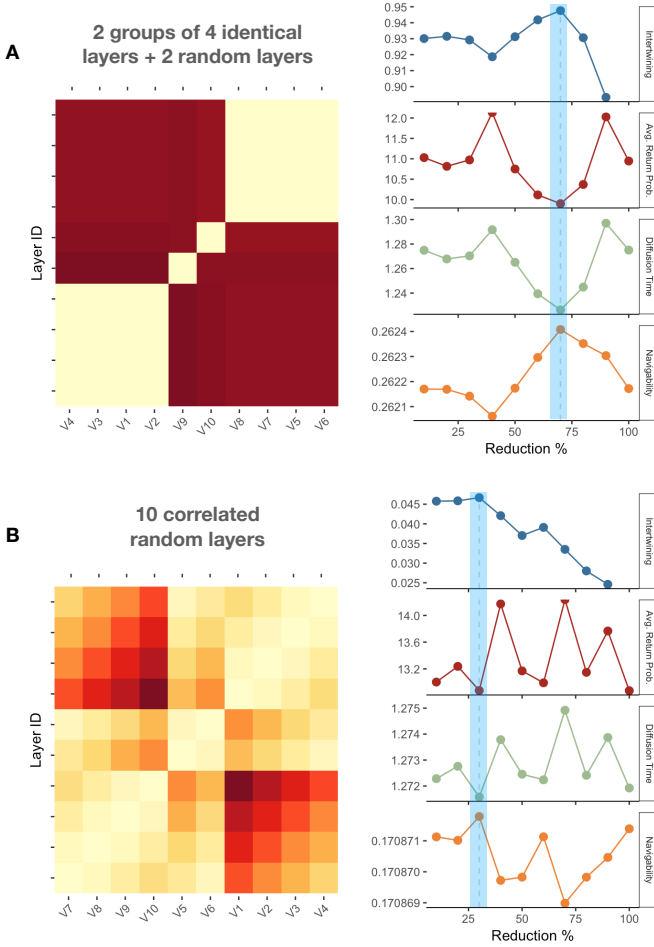 A
2 groups of 4 identical
layers + 2 random layers
Layer ID
V4 V3 V1 V2 V9 V10 V8 V7 V5 V6
0.95
0.94
0.93
0.92
0.91
0.90
Intertwining
12.0
11.5
11.0
10.5
10.0
Avg. Return Prob.
1.30
1.28
1.26
1.24
Diffusion Time
0.26224
0.26223
0.26222
0.26221
Navigability
25 50 75 100
Reduction %
B
10 correlated
random layers
Layer ID
V7 V8 V9 V10 V5 V6 V1 V2 V3 V4
0.045
0.040
0.035
0.030
0.025
Intertwining
14.0
13.6
13.2
Avg. Return Prob.
1.275
1.274
1.273
1.272
Diffusion Time
0.170871
0.170870
0.170869
Navigability
25 50 75 100
Reduction %